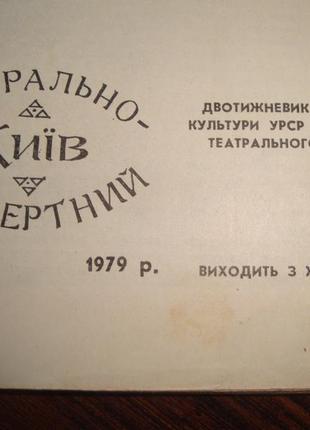 РАЛЬНО-
КИЇВ
ЕРТНИЙ
ДВОТИЖНЕВИК
КУЛЬТУРИ УРСР
ТЕАТРАЛЬНОГО
1979 р.
ВИХОДИТЬ З